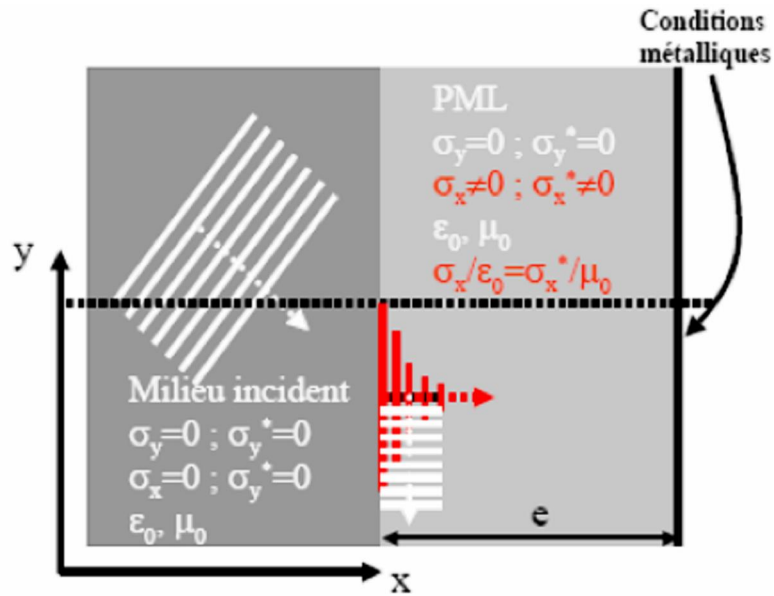 Conditions
métalliques
PML
σy=0 ; σy*=0
σx≠0 ; σx*≠0
ε0, μ0
σx/ε0=σx*/μ0
y
Milieu incident
σy=0 ; σy*=0
σx=0 ; σy*=0
ε0, μ0
e
x